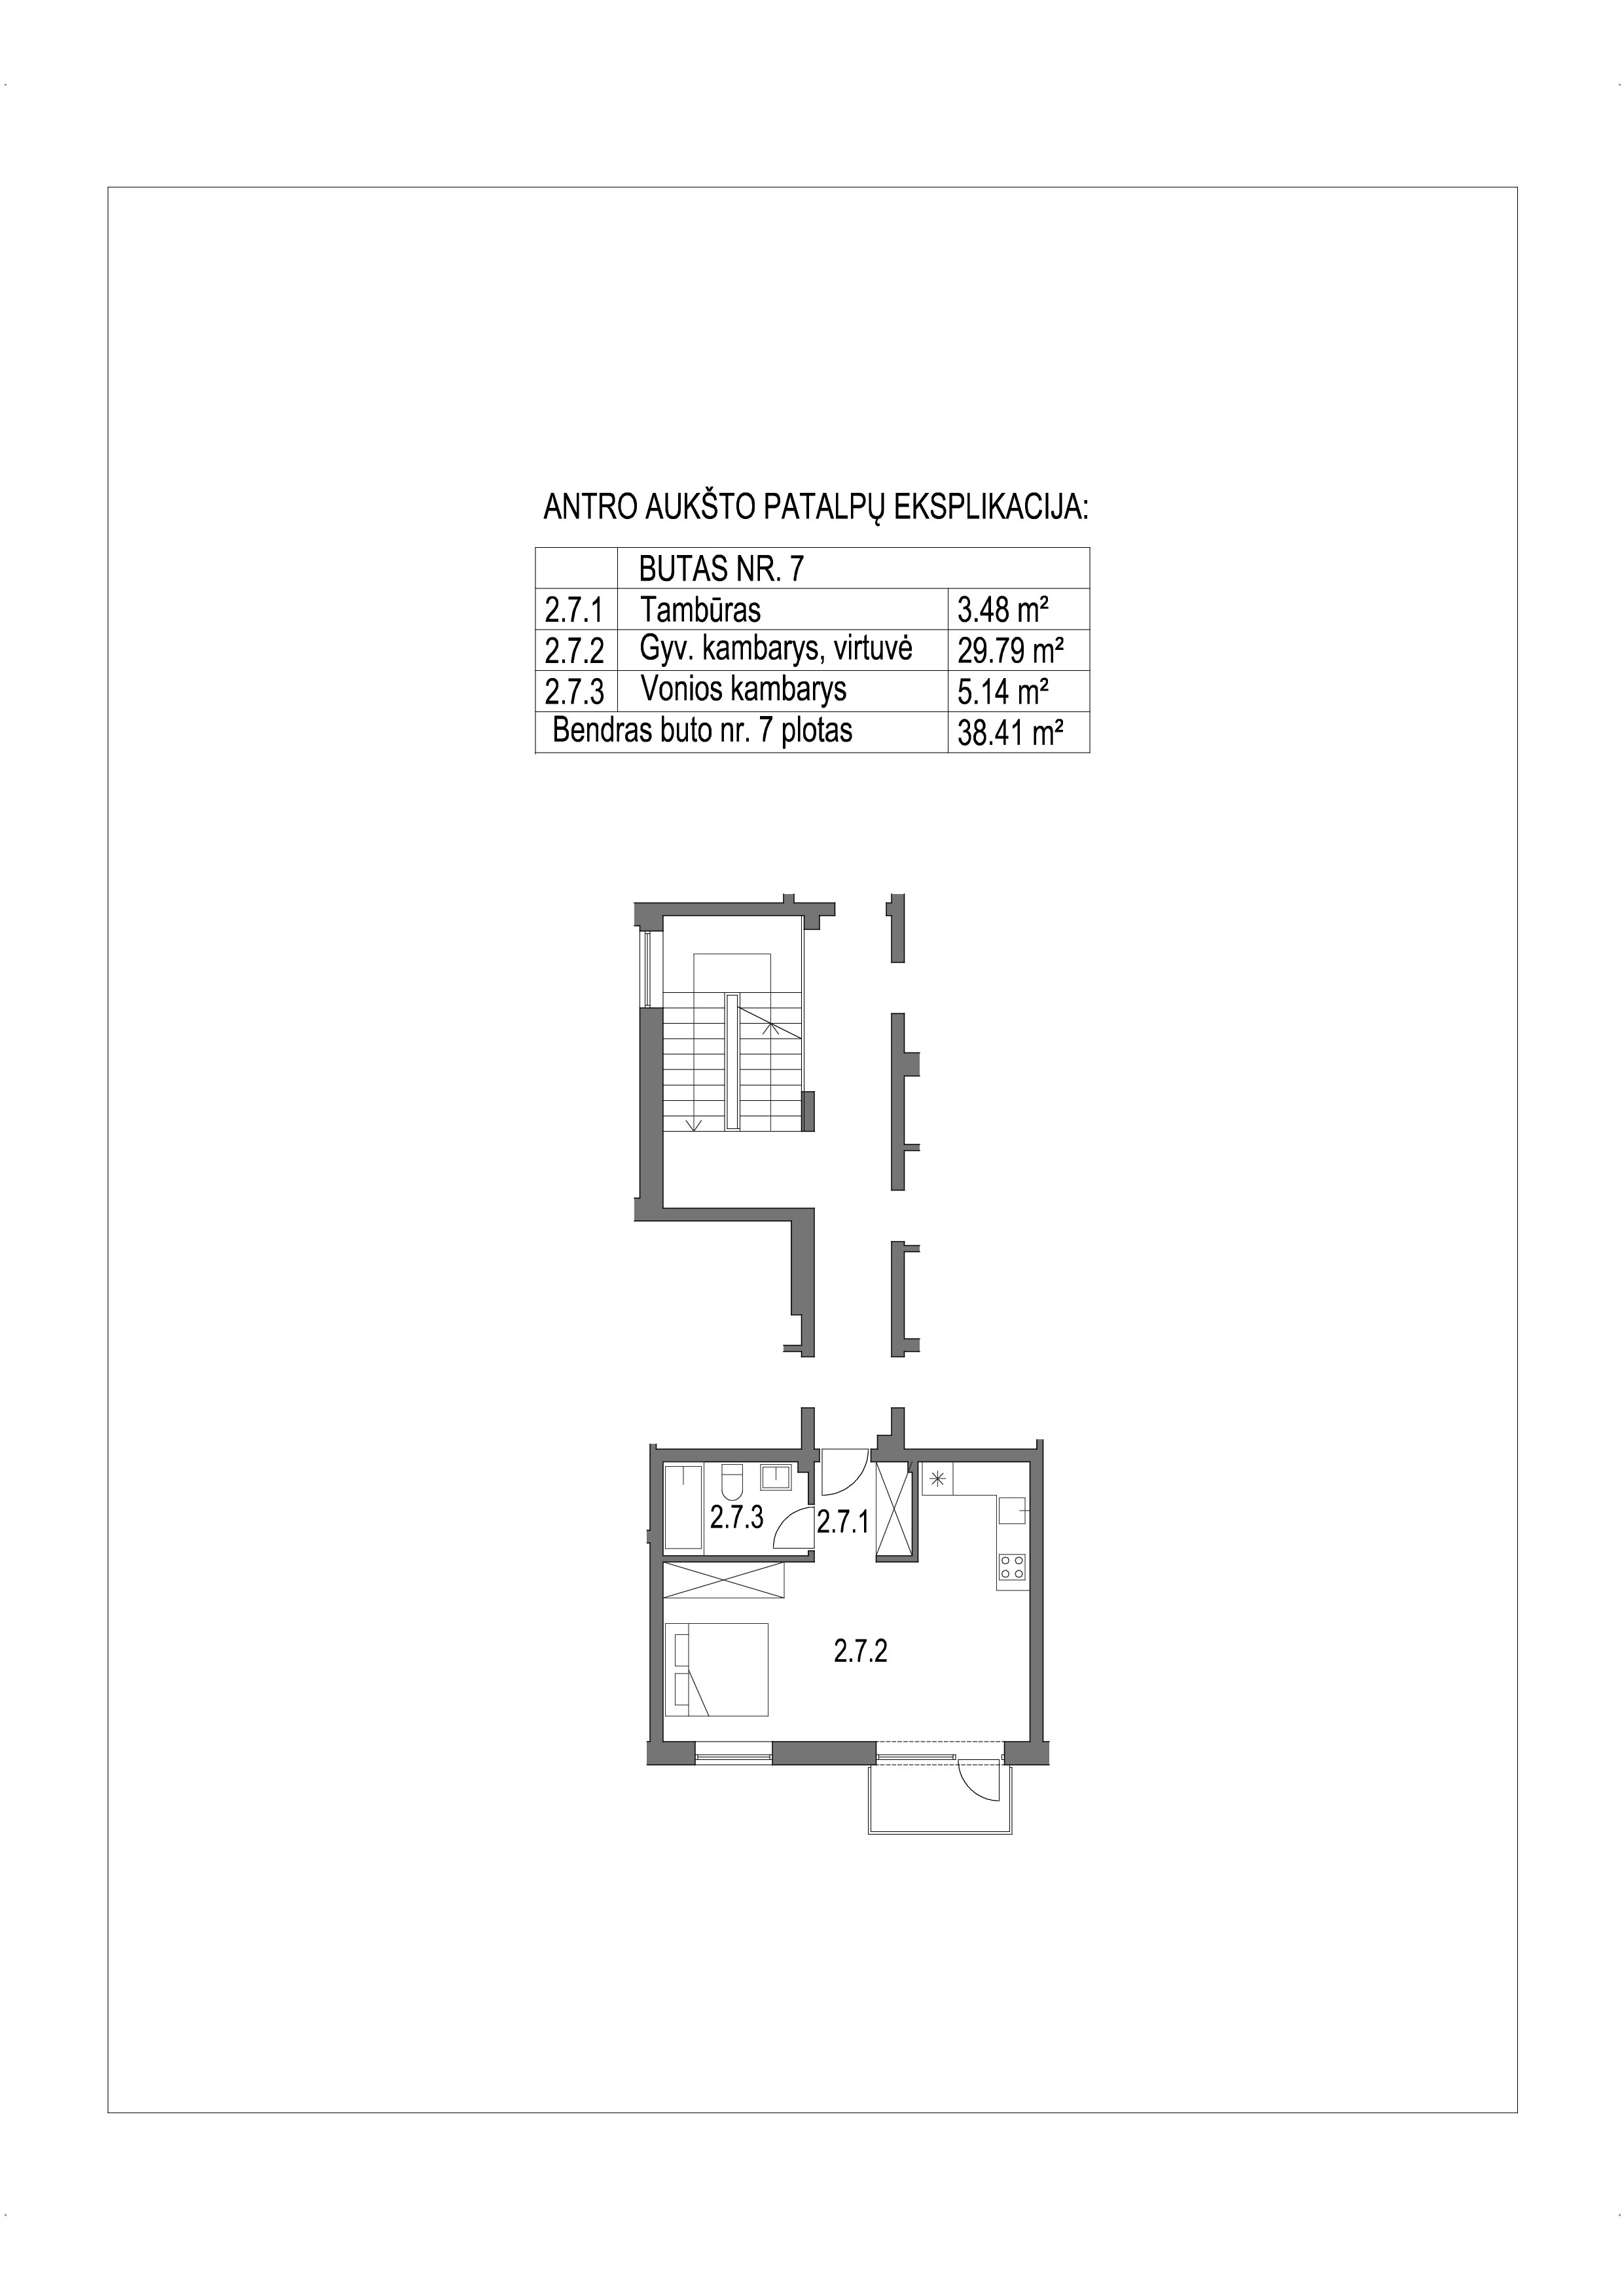 ANTRO AUKŠTO PATALPŲ EKSPLIKACIJA:
BUTAS NR. 7
2.7.1 Tambūras 3.48 m²
2.7.2 Gyv. kambarys, virtuvė 29.79 m²
2.7.3 Vonios kambarys 5.14 m²
Bendras buto nr. 7 plotas 38.41 m²
2.7.3 2.7.1
2.7.2